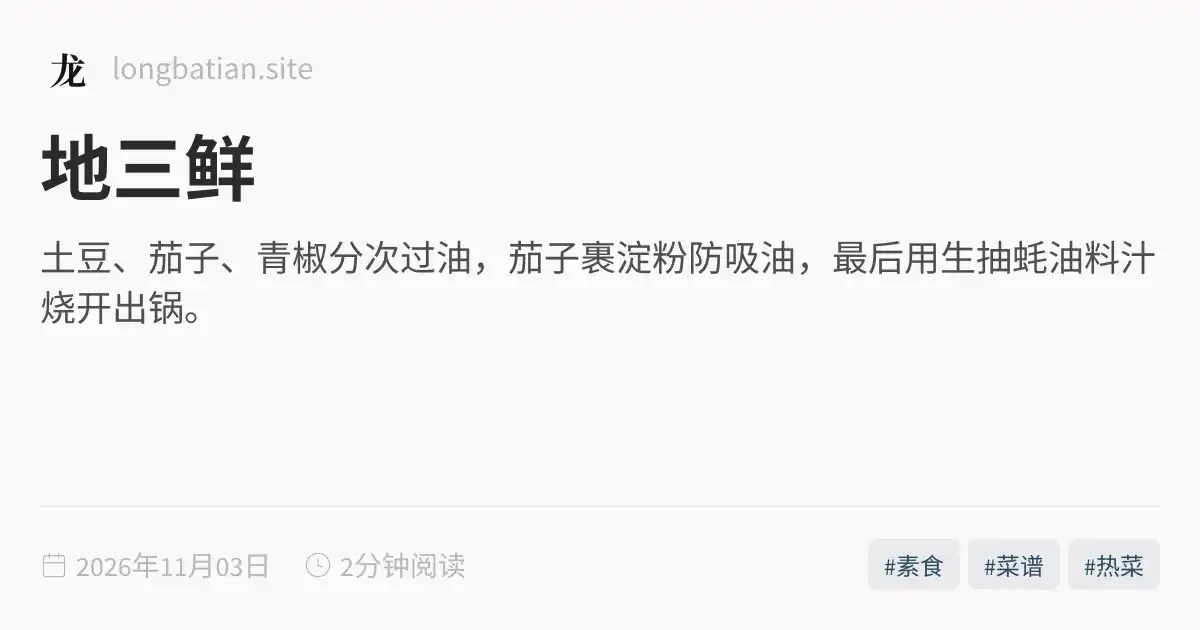 龙 longbatian.site
地三鲜
土豆、茄子、青椒分次过油，茄子裹淀粉防吸油，最后用生抽蚝油料汁
烧开出锅。
2026年11月03日 2分钟阅读 #素食 #菜谱 #热菜